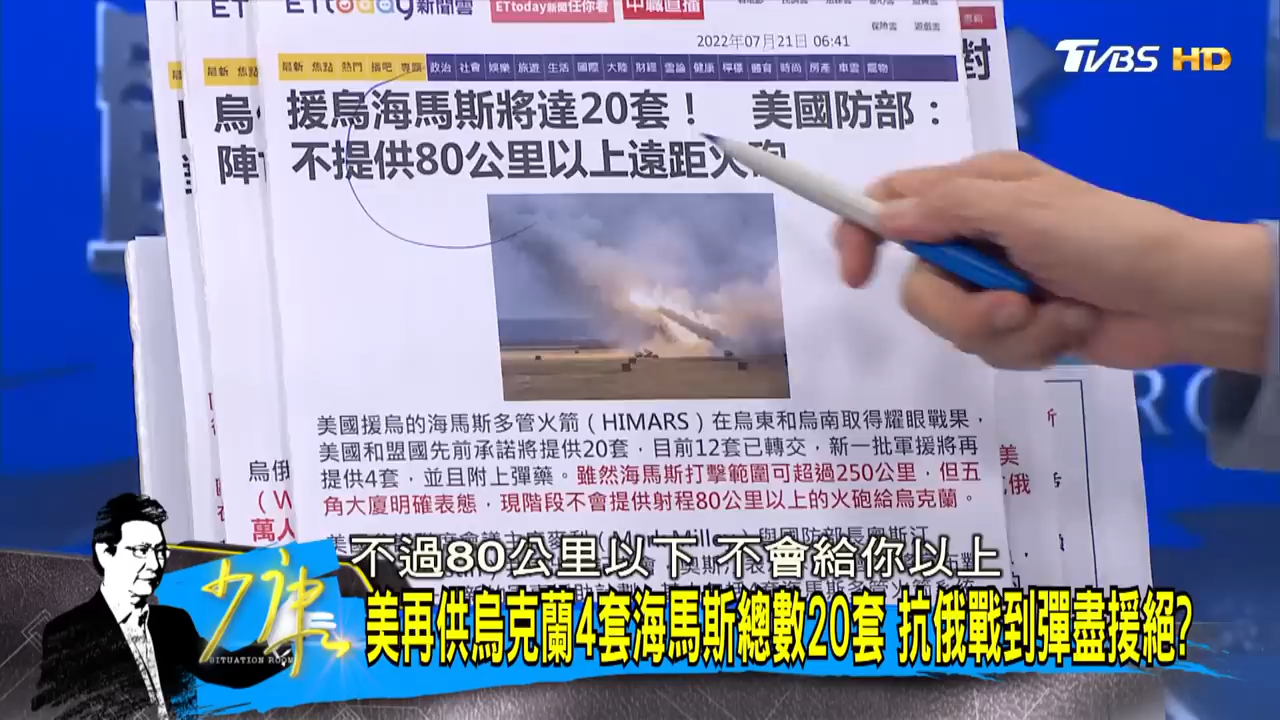 ETtoday新聞雲
ETtoday新聞任你看
中職直播
保險雲 遊戲雲
2022年07月21日 06:41
TVBS HD
最新 焦點 熱門 播吧 專題 政治 社會 娛樂 旅遊 生活 國際 大陸 財經 雲論 健康 檸檬 體育 時尚 房產 車雲 寵物
援烏海馬斯將達20套！ 美國防部：
不提供80公里以上遠距火砲
美國援烏的海馬斯多管火箭（HIMARS）在烏東和烏南取得耀眼戰果，
美國和盟國先前承諾將提供20套，目前12套已轉交，新一批軍援將再
提供4套，並且附上彈藥。雖然海馬斯打擊範圍可超過250公里，但五
角大廈明確表態，現階段不會提供射程80公里以上的火砲給烏克蘭。
不過80公里以下 不會給你以上
美再供烏克蘭4套海馬斯總數20套 抗俄戰到彈盡援絕?
少康
SITUATION ROOM